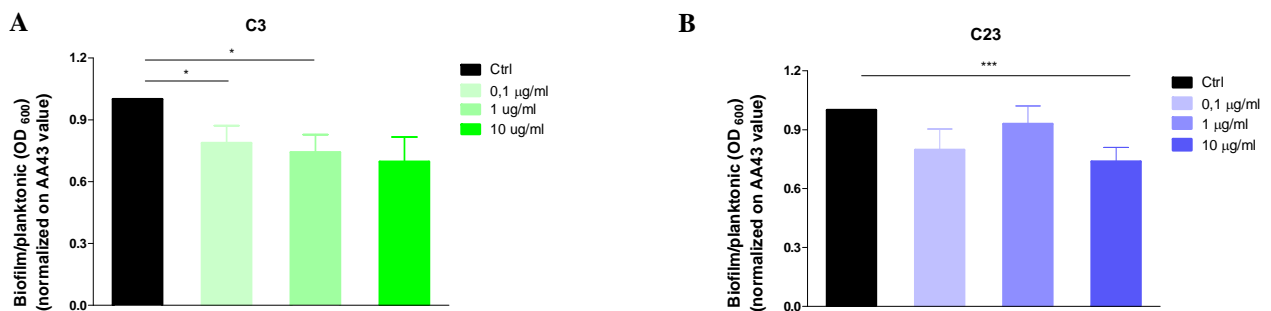 A
C3
Biofilm/planktonic (OD 600)
(normalized on AA43 value)
1.2
0.9
0.6
0.3
0.0
*
*
Ctrl
0,1 μg/ml
1 ug/ml
10 ug/ml
B
C23
Biofilm/planktonic (OD 600)
(normalized on AA43 value)
1.2
0.9
0.6
0.3
0.0
***
Ctrl
0,1 μg/ml
1 μg/ml
10 μg/ml